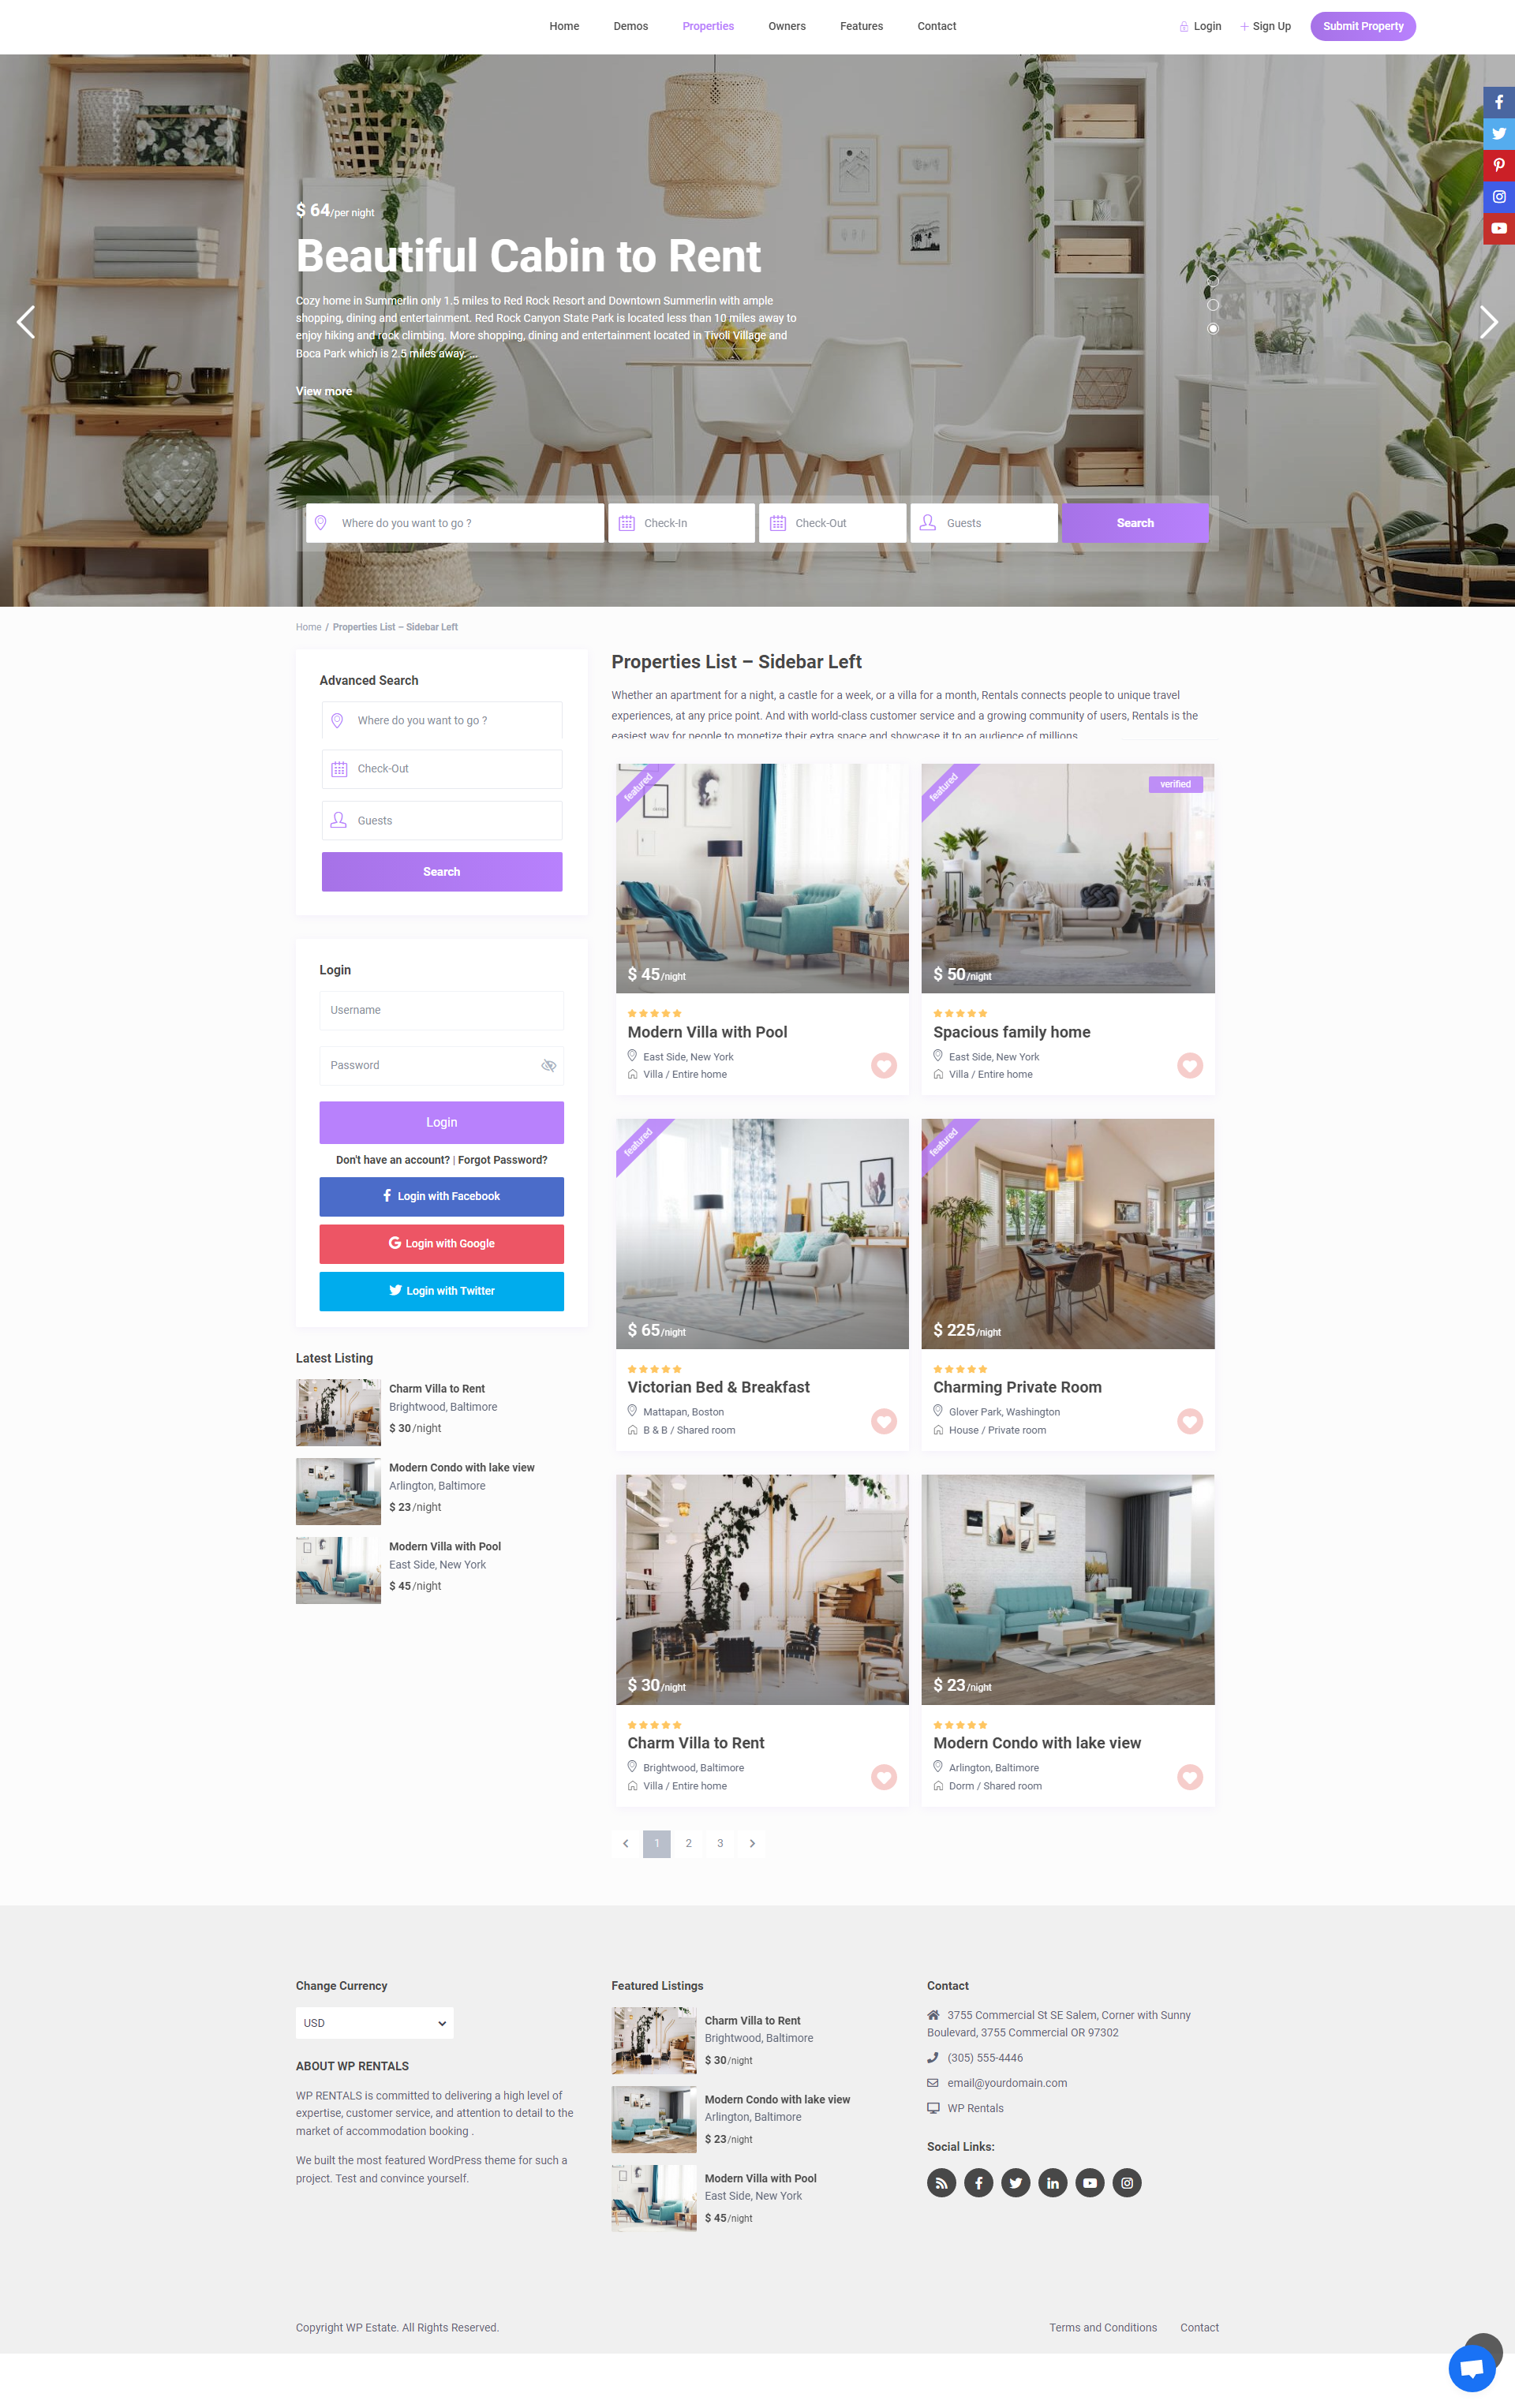 Home Demos Properties Owners Features Contact Login Sign Up Submit Property
$ 64/per night
Beautiful Cabin to Rent
Cozy home in Summerlin only 1.5 miles to Red Rock Resort and Downtown Summerlin with ample
shopping, dining and entertainment. Red Rock Canyon State Park is located less than 10 miles away to
enjoy hiking and rock climbing. More shopping, dining and entertainment located in Tivoli Village and
Boca Park which is 2.5 miles away. ...
View more
Where do you want to go ? Check-In Check-Out Guests Search
Home / Properties List – Sidebar Left
Advanced Search
Where do you want to go ?
Check-Out
Guests
Search
Login
Username
Password
Login
Don't have an account? | Forgot Password?
Login with Facebook
Login with Google
Login with Twitter
Latest Listing
Charm Villa to Rent
Brightwood, Baltimore
$ 30 /night
Modern Condo with lake view
Arlington, Baltimore
$ 23 /night
Modern Villa with Pool
East Side, New York
$ 45 /night
Properties List – Sidebar Left
Whether an apartment for a night, a castle for a week, or a villa for a month, Rentals connects people to unique travel
experiences, at any price point. And with world-class customer service and a growing community of users, Rentals is the
easiest way for people to monetize their extra space and showcase it to an audience of millions.
featured
$ 45/night
Modern Villa with Pool
East Side, New York
Villa / Entire home
featured
verified
$ 50/night
Spacious family home
East Side, New York
Villa / Entire home
featured
$ 65/night
Victorian Bed & Breakfast
Mattapan, Boston
B & B / Shared room
featured
$ 225/night
Charming Private Room
Glover Park, Washington
House / Private room
$ 30/night
Charm Villa to Rent
Brightwood, Baltimore
Villa / Entire home
$ 23/night
Modern Condo with lake view
Arlington, Baltimore
Dorm / Shared room
1 2 3
Change Currency
USD
ABOUT WP RENTALS
WP RENTALS is committed to delivering a high level of
expertise, customer service, and attention to detail to the
market of accommodation booking .
We built the most featured WordPress theme for such a
project. Test and convince yourself.
Featured Listings
Charm Villa to Rent
Brightwood, Baltimore
$ 30/night
Modern Condo with lake view
Arlington, Baltimore
$ 23/night
Modern Villa with Pool
East Side, New York
$ 45/night
Contact
3755 Commercial St SE Salem, Corner with Sunny
Boulevard, 3755 Commercial OR 97302
(305) 555-4446
email@yourdomain.com
WP Rentals
Social Links:
Copyright WP Estate. All Rights Reserved.
Terms and Conditions Contact